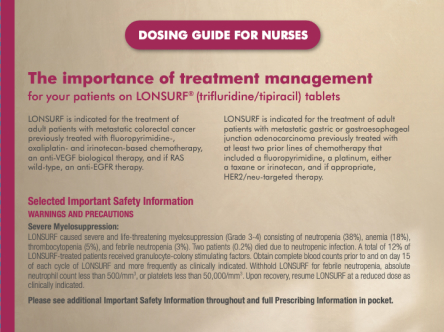 DOSING GUIDE FOR NURSES
The importance of treatment management
for your patients on LONSURF® (trifluridine/tipiracil) tablets
LONSURF is indicated for the treatment of
adult patients with metastatic colorectal cancer
previously treated with fluoropyrimidine-,
oxaliplatin- and irinotecan-based chemotherapy,
an anti-VEGF biological therapy, and if RAS
wild-type, an anti-EGFR therapy.
LONSURF is indicated for the treatment of adult
patients with metastatic gastric or gastroesophageal
junction adenocarcinoma previously treated with
at least two prior lines of chemotherapy that
included a fluoropyrimidine, a platinum, either
a taxane or irinotecan, and if appropriate,
HER2/neu-targeted therapy.
Selected Important Safety Information
WARNINGS AND PRECAUTIONS
Severe Myelosuppression:
LONSURF caused severe and life-threatening myelosuppression (Grade 3-4) consisting of neutropenia (38%), anemia (18%),
thrombocytopenia (5%), and febrile neutropenia (3%). Two patients (0.2%) died due to neutropenic infection. A total of 12% of
LONSURF-treated patients received granulocyte-colony stimulating factors. Obtain complete blood counts prior to and on day 15
of each cycle of LONSURF and more frequently as clinically indicated. Withhold LONSURF for febrile neutropenia, absolute
neutrophil count less than 500/mm³, or platelets less than 50,000/mm³. Upon recovery, resume LONSURF at a reduced dose as
clinically indicated.
Please see additional Important Safety Information throughout and full Prescribing Information in pocket.